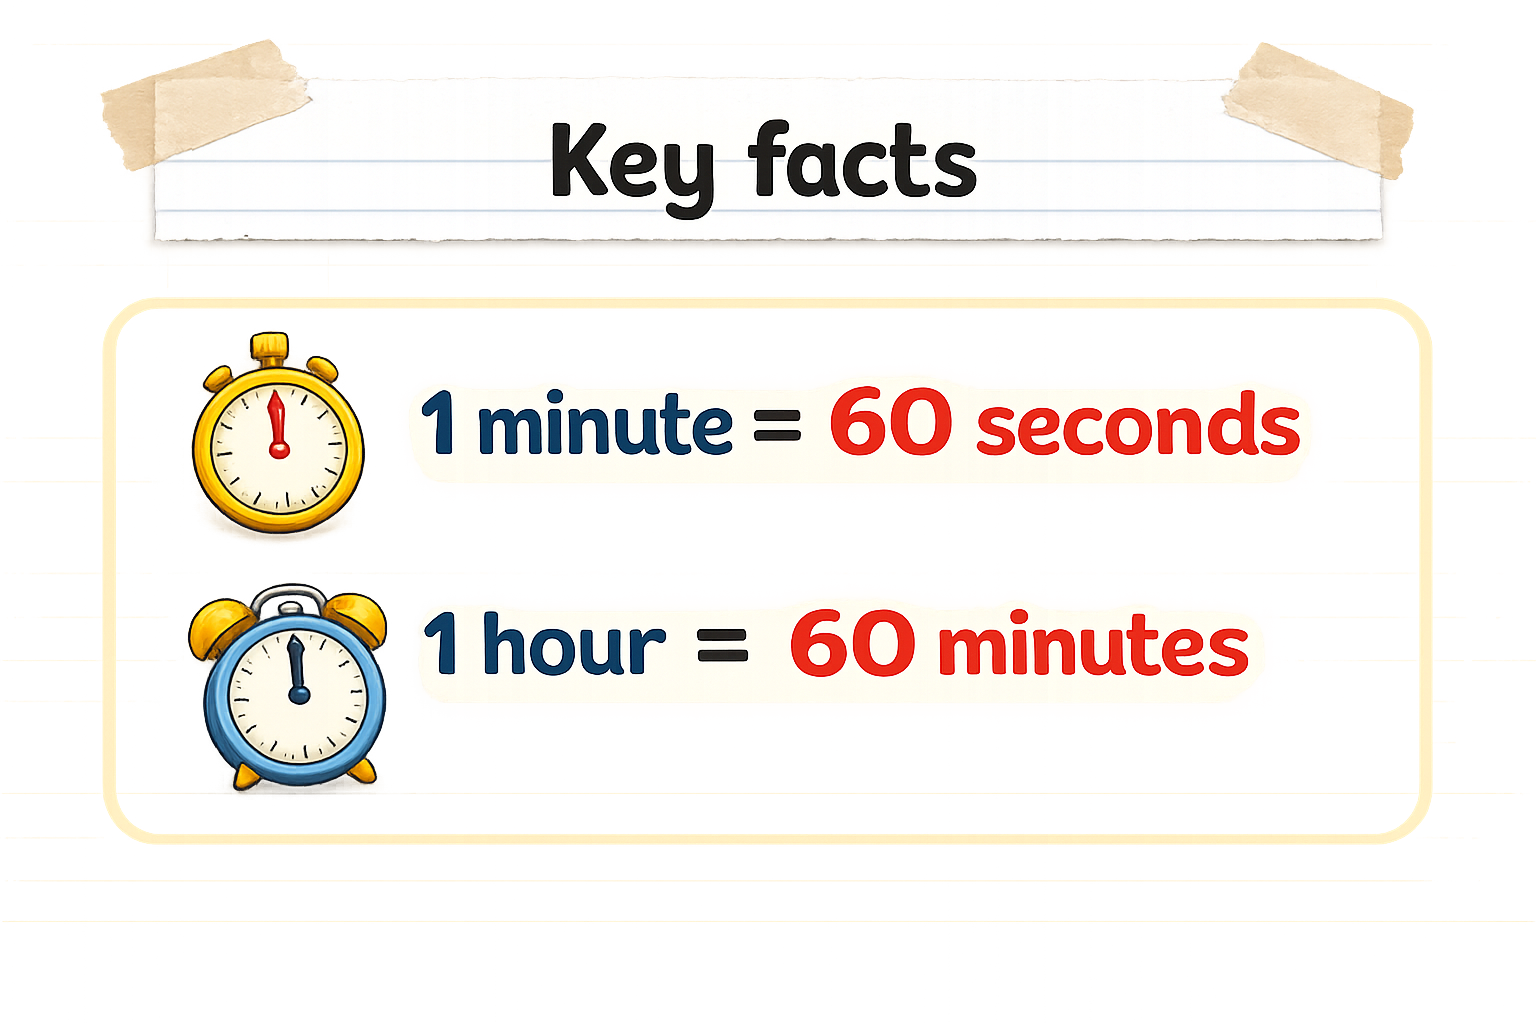 Key facts
1 minute = 60 seconds
1 hour = 60 minutes